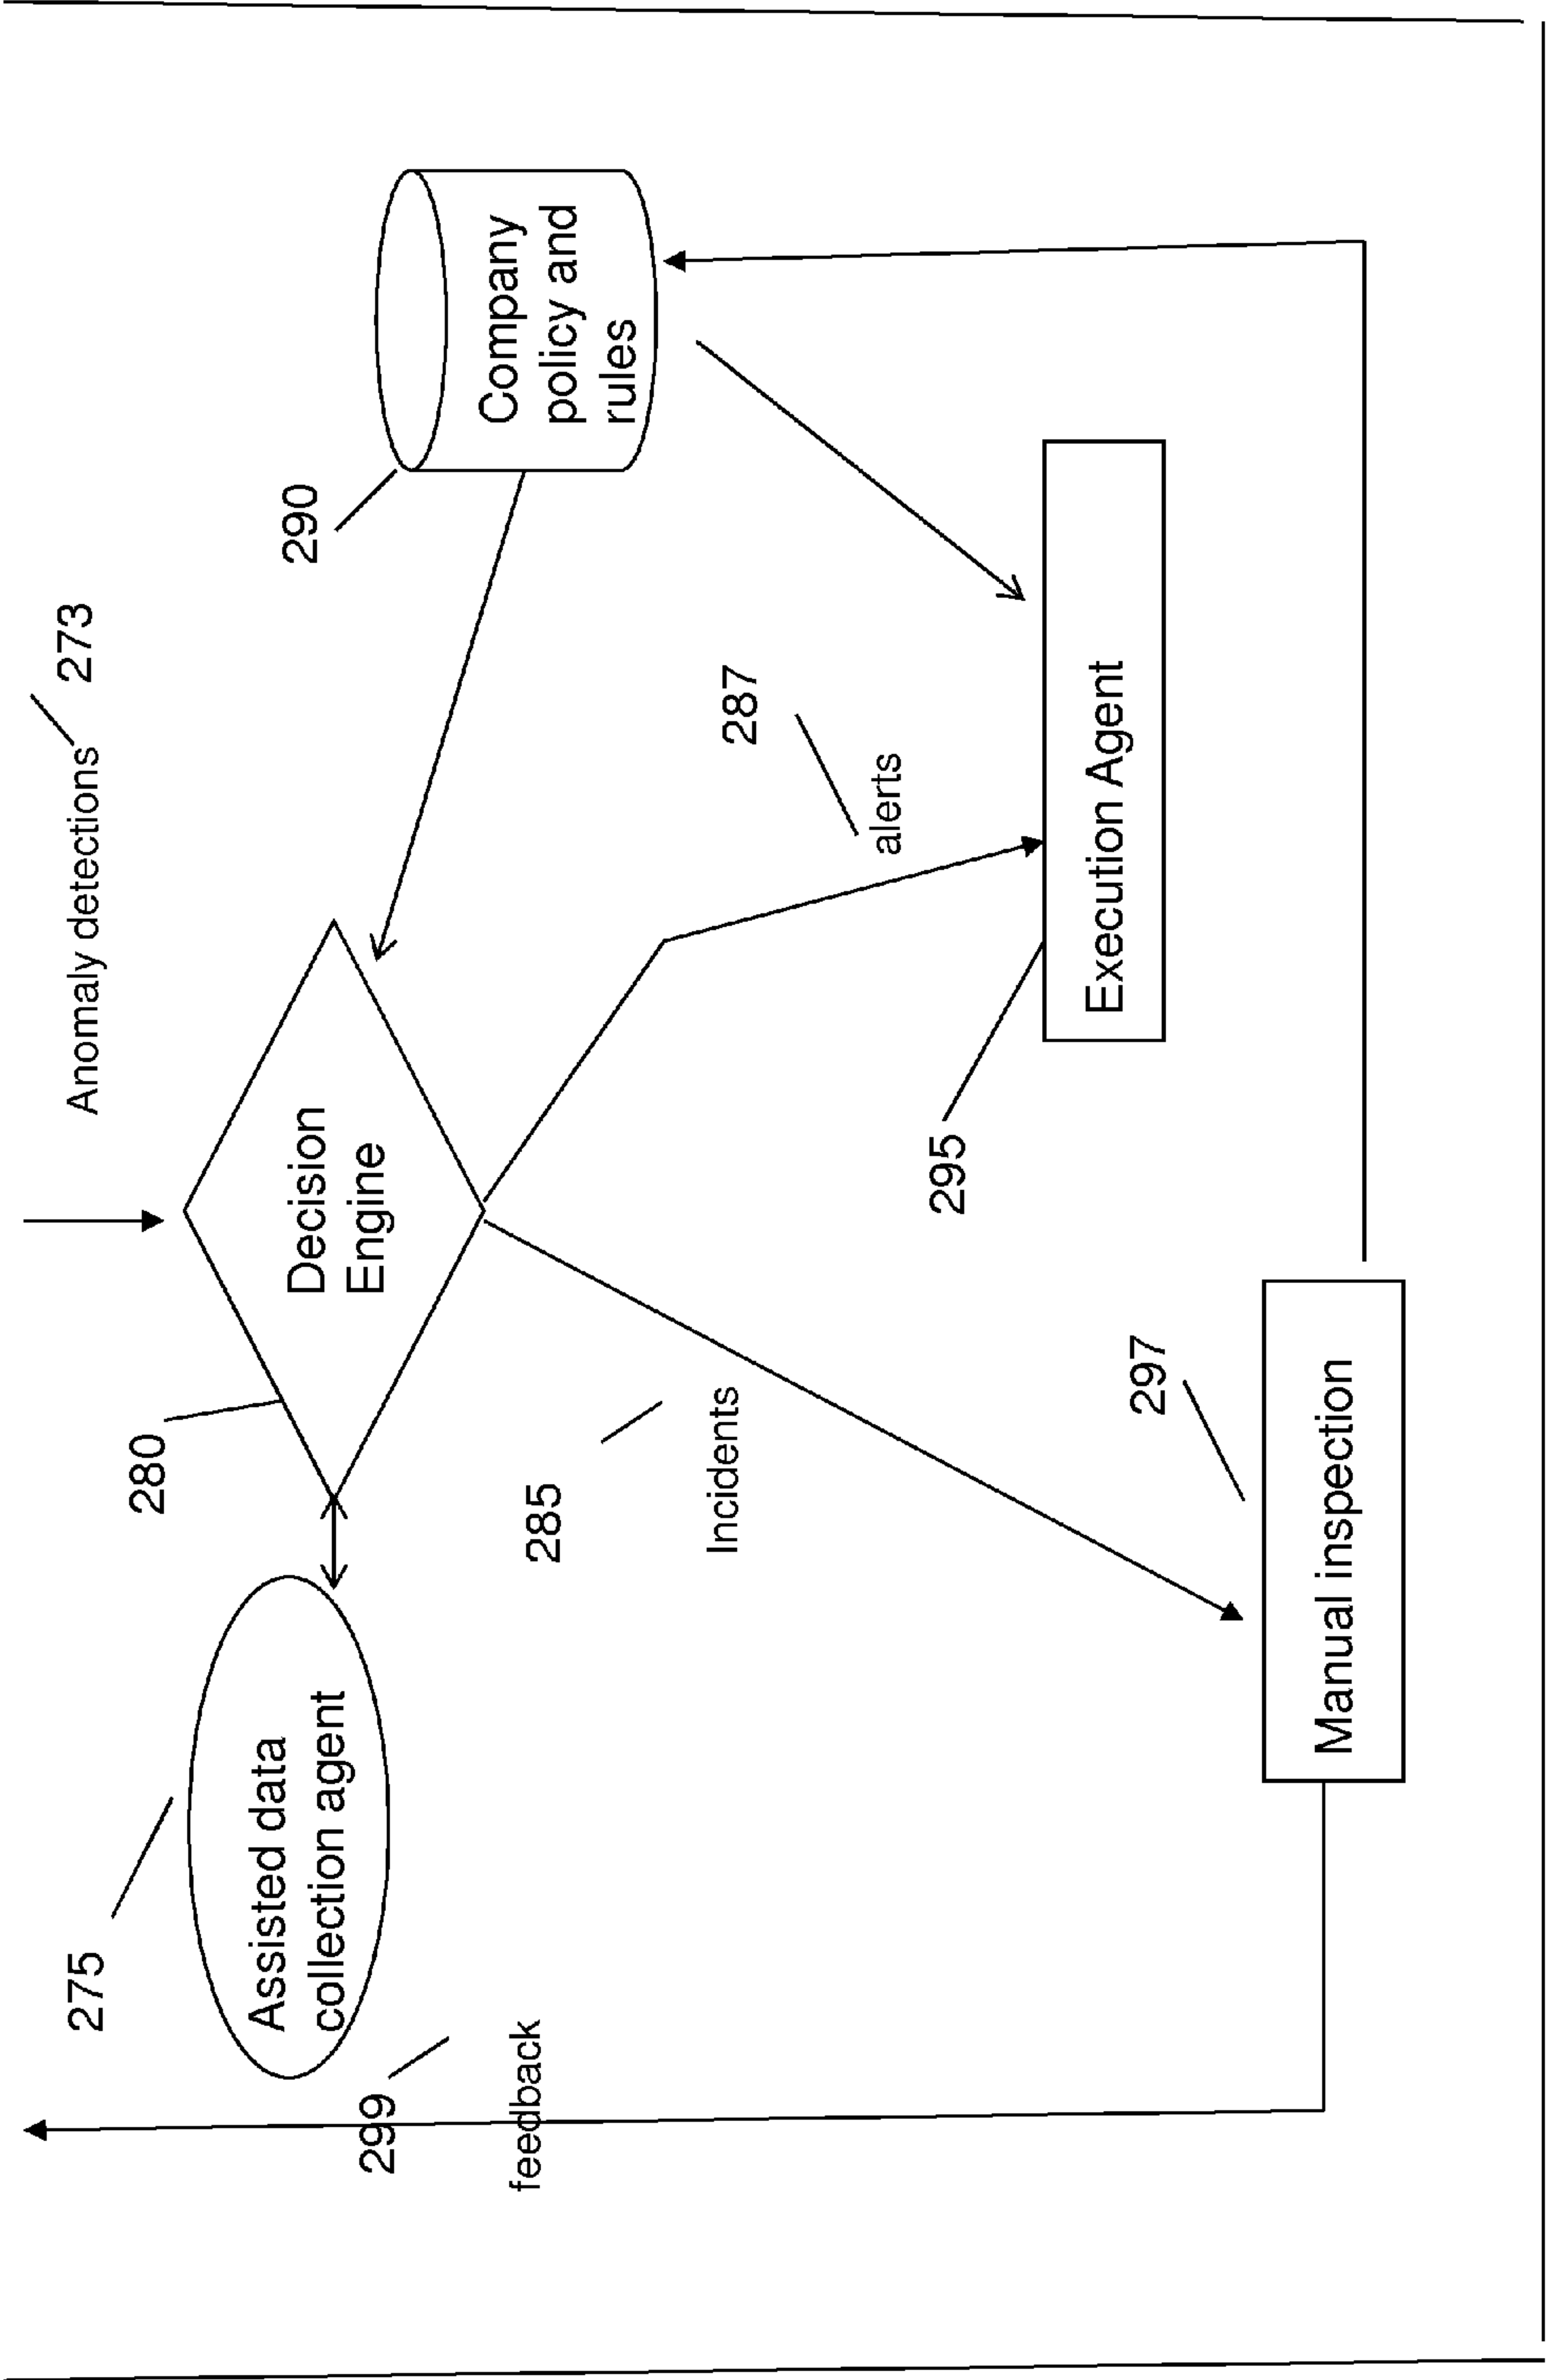 Anomaly detections
273
275
280
290
Assisted data
collection agent
Decision
Engine
Company
policy and
rules
299
feedback
285
Incidents
287
alerts
295
Execution Agent
297
Manual inspection